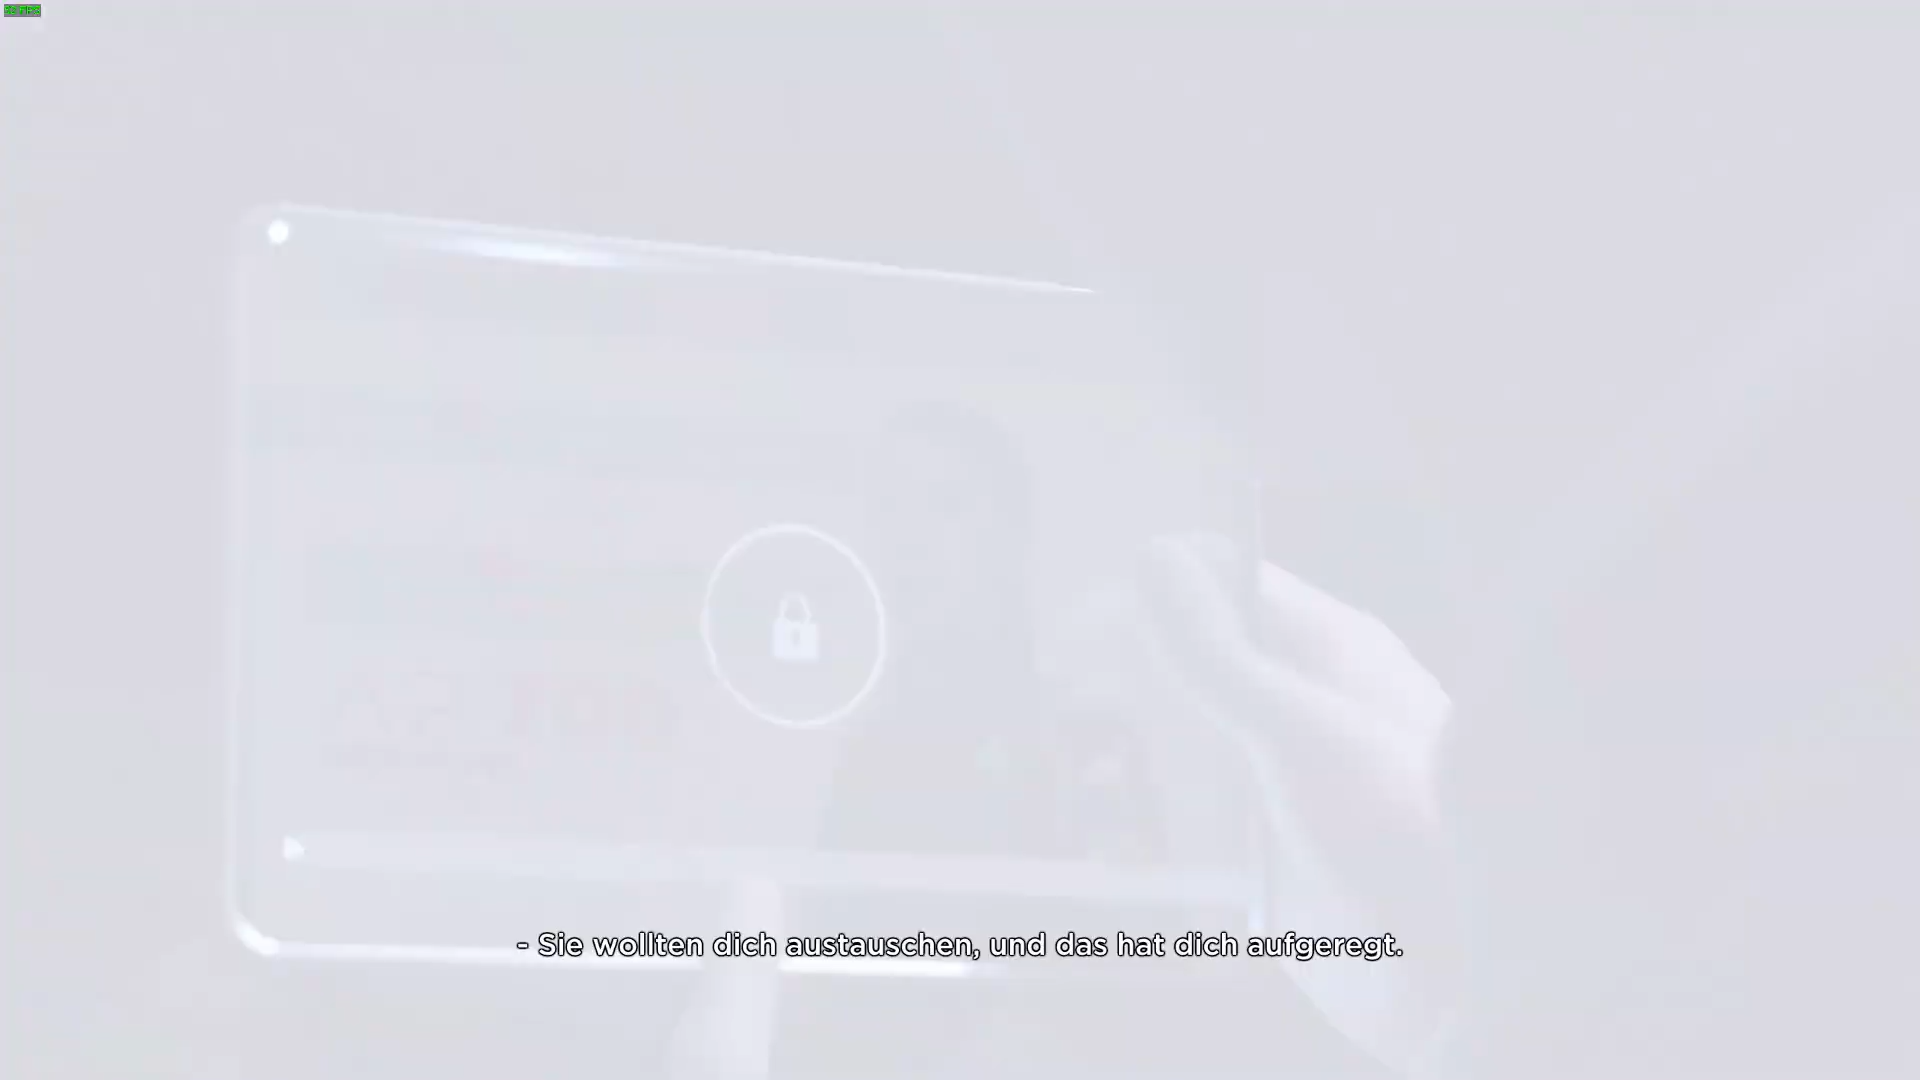 - Sie wollten dich austauschen, und das hat dich aufgeregt.